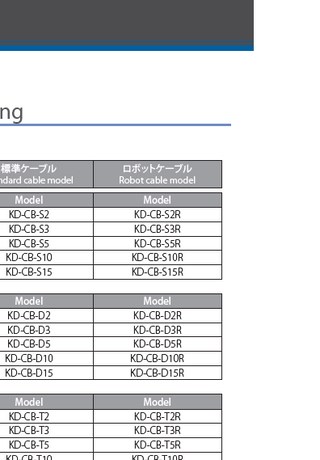 ng
標準ケーブル ロボットケーブル
ndard cable model Robot cable model
Model Model
KD-CB-S2 KD-CB-S2R
KD-CB-S3 KD-CB-S3R
KD-CB-S5 KD-CB-S5R
KD-CB-S10 KD-CB-S10R
KD-CB-S15 KD-CB-S15R
Model Model
KD-CB-D2 KD-CB-D2R
KD-CB-D3 KD-CB-D3R
KD-CB-D5 KD-CB-D5R
KD-CB-D10 KD-CB-D10R
KD-CB-D15 KD-CB-D15R
Model Model
KD-CB-T2 KD-CB-T2R
KD-CB-T3 KD-CB-T3R
KD-CB-T5 KD-CB-T5R
KD-CB-T10 KD-CB-T10R